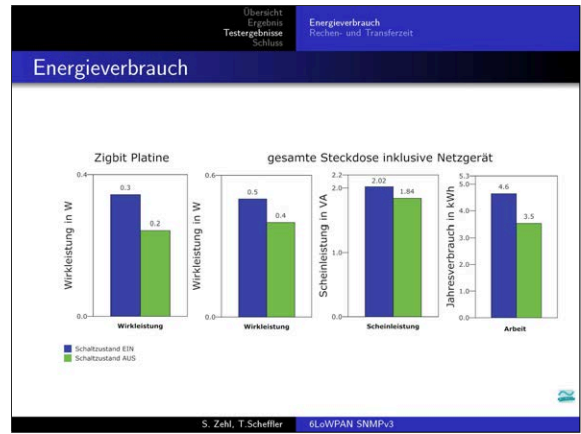 Übersicht
Ergebnis
Testergebnisse
Schluss
Energieverbrauch
Rechen- und Transferzeit
Energieverbrauch
Zigbit Platine
gesamte Steckdose inklusive Netzgerät
Wirkleistung in W
0.4
0.0
0.3
0.2
Wirkleistung
Wirkleistung in W
0.6
0.0
0.5
0.4
Wirkleistung
Scheinleistung in VA
2.2
2.0
1.0
0.0
2.02
1.84
Scheinleistung
Jahresverbrauch in kWh
5.3
5.0
4.0
3.0
2.0
1.0
0.0
4.6
3.5
Arbeit
Schaltzustand EIN
Schaltzustand AUS
S. Zehl, T.Scheffler
6LoWPAN SNMPv3